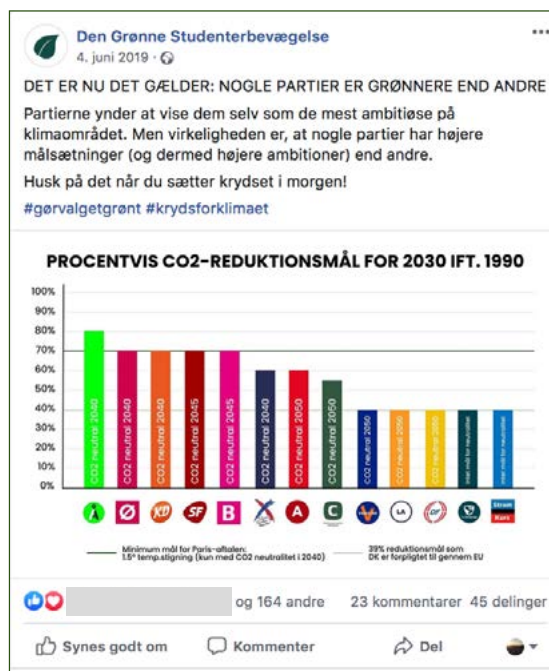 Den Grønne Studenterbevægelse
4. juni 2019 ·
DET ER NU DET GÆLDER: NOGLE PARTIER ER GRØNNERE END ANDRE
Partierne ynder at vise dem selv som de mest ambitiøse på
klimaområdet. Men virkeligheden er, at nogle partier har højere
målsætninger (og dermed højere ambitioner) end andre.
Husk på det når du sætter krydset i morgen!
#gørvalgetgrønt #krydsforklimaet
PROCENTVIS CO2-REDUKTIONSMÅL FOR 2030 IFT. 1990
100%
90%
80%
70%
60%
50%
40%
30%
20%
10%
0%
CO2 neutral 2040
CO2 neutral 2040
CO2 neutral 2040
CO2 neutral 2045
CO2 neutral 2045
CO2 neutral 2040
CO2 neutral 2050
CO2 neutral 2050
CO2 neutral 2050
CO2 neutral 2050
CO2 neutral 2050
Intet mål for neutralitet
Intet mål for neutralitet
Å
Ø
KD
SF
B
A
C
LA
DF
Stram
Kurs
Minimum mål for Paris-aftalen:
1.5° temp.stigning (kun med CO2 neutralitet i 2040)
39% reduktionsmål som
DK er forpligtet til gennem EU
og 164 andre
23 kommentarer
45 delinger
Synes godt om
Kommenter
Del